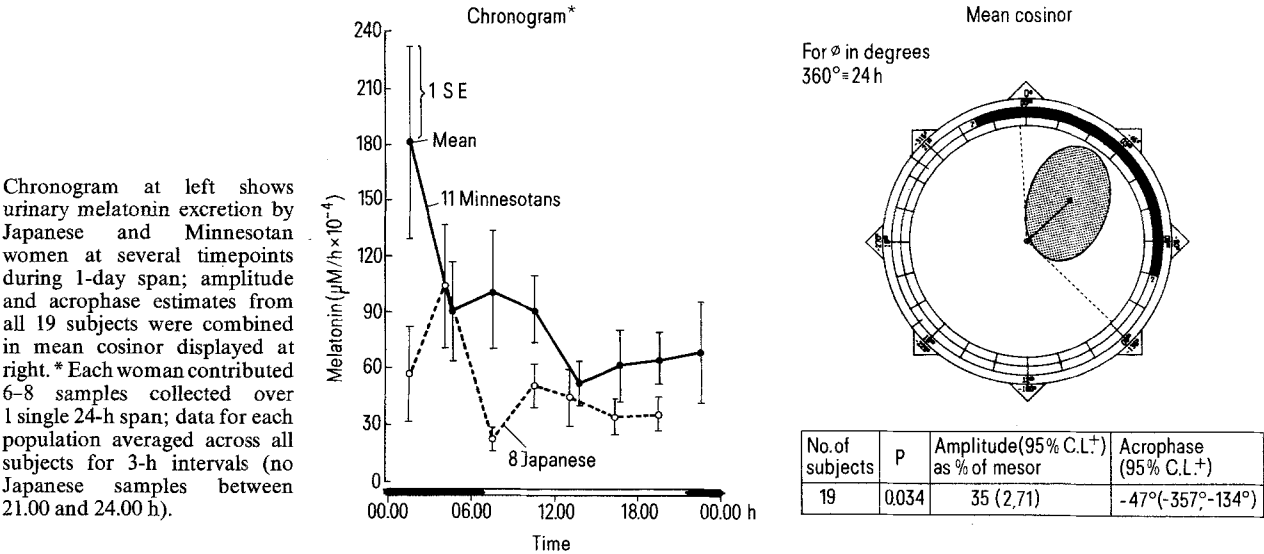 Chronogram*
240
210
180
150
120
90
60
30
0
Melatonin (μM/h×10⁻⁴)
1 SE
Mean
11 Minnesotans
8 Japanese
00.00 06.00 12.00 18.00 00.00 h
Time
Chronogram at left shows
urinary melatonin excretion by
Japanese and Minnesotan
women at several timepoints
during 1-day span; amplitude
and acrophase estimates from
all 19 subjects were combined
in mean cosinor displayed at
right. * Each woman contributed
6–8 samples collected over
1 single 24-h span; data for each
population averaged across all
subjects for 3-h intervals (no
Japanese samples between
21.00 and 24.00 h).
Mean cosinor
For ø in degrees
360°≡24 h
0°
?
?
No. of subjects P Amplitude (95% C.L.+) as % of mesor Acrophase (95% C.L.+)
19 0.034 35 (2,71) -47°(-357°,-134°)